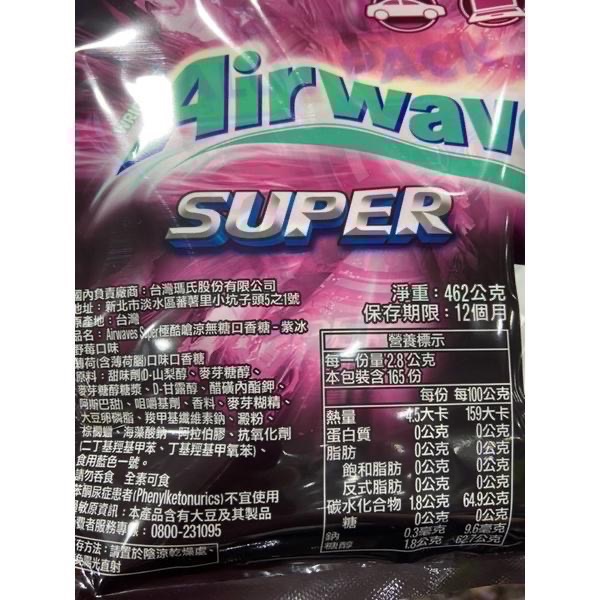 Airwave
SUPER
國內負責廠商：台灣瑪氏股份有限公司
地址：新北市淡水區蕃薯里小坑子頭5之1號
原產地：台灣
品名：Airwaves Super極酷嗆涼無糖口香糖－紫冰
野莓口味
薄荷(含薄荷腦)口味口香糖
原料：甜味劑(D-山梨醇、麥芽糖醇、
麥芽糖醇糖漿、D-甘露醇、醋磺內酯鉀、
阿斯巴甜)、咀嚼基劑、香料、麥芽糊精、
大豆卵磷脂、羧甲基纖維素鈉、澱粉、
棕櫚蠟、海藻酸鈉、阿拉伯膠、抗氧化劑
(二丁基羥基甲苯、丁基羥基甲氧苯)、
食用藍色一號。
請勿吞食 全素可食
苯酮尿症患者(Phenylketonurics)不宜使用
過敏原資訊：本產品含有大豆及其製品
費者服務專線：0800-231095
存方法：請置於陰涼乾燥處、
免陽光直射
淨重：462公克
保存期限：12個月
營養標示
每一份量2.8公克
本包裝含165份
每份 每100公克
熱量 4.5大卡 159大卡
蛋白質 0公克 0公克
脂肪 0公克 0公克
飽和脂肪 0公克 0公克
反式脂肪 0公克 0公克
碳水化合物 1.8公克 64.9公克
糖 0公克 0公克
鈉 0.3毫克 9.6毫克
糖醇 1.8公克 62.7公克